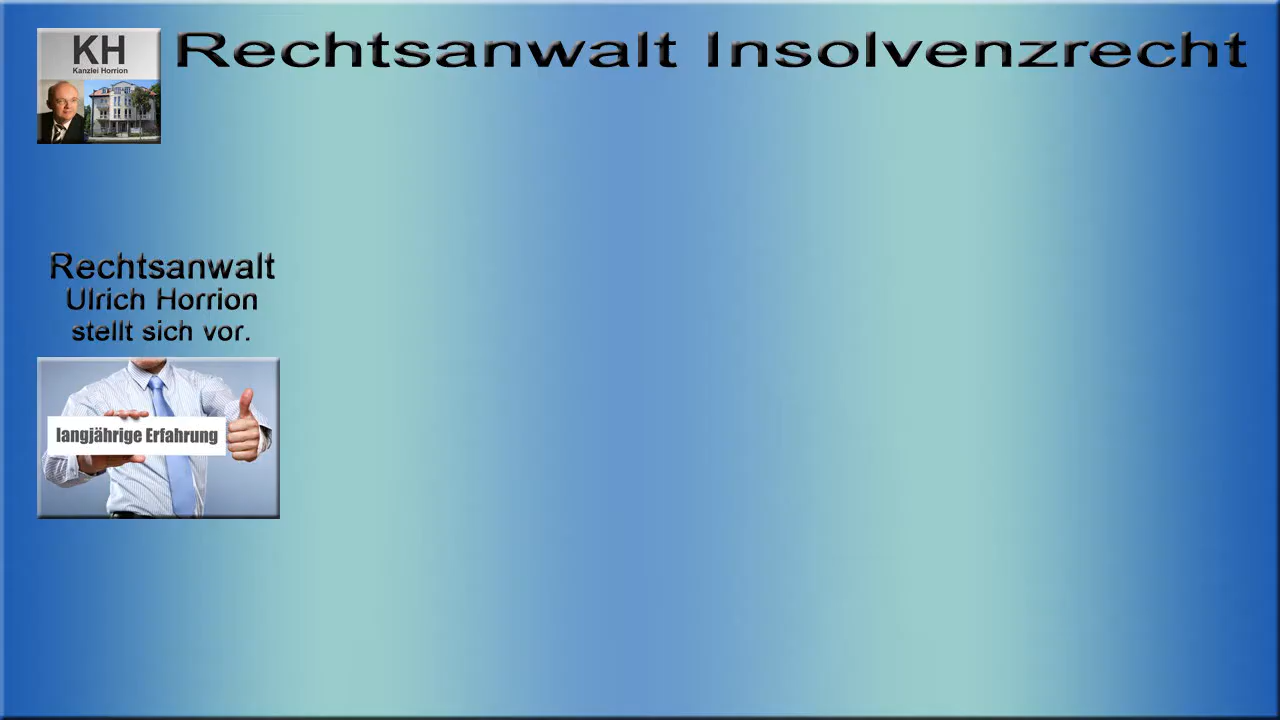 KH
Kanzlei Horrion
Rechtsanwalt Insolvenzrecht
Rechtsanwalt
Ulrich Horrion
stellt sich vor.
langjährige Erfahrung